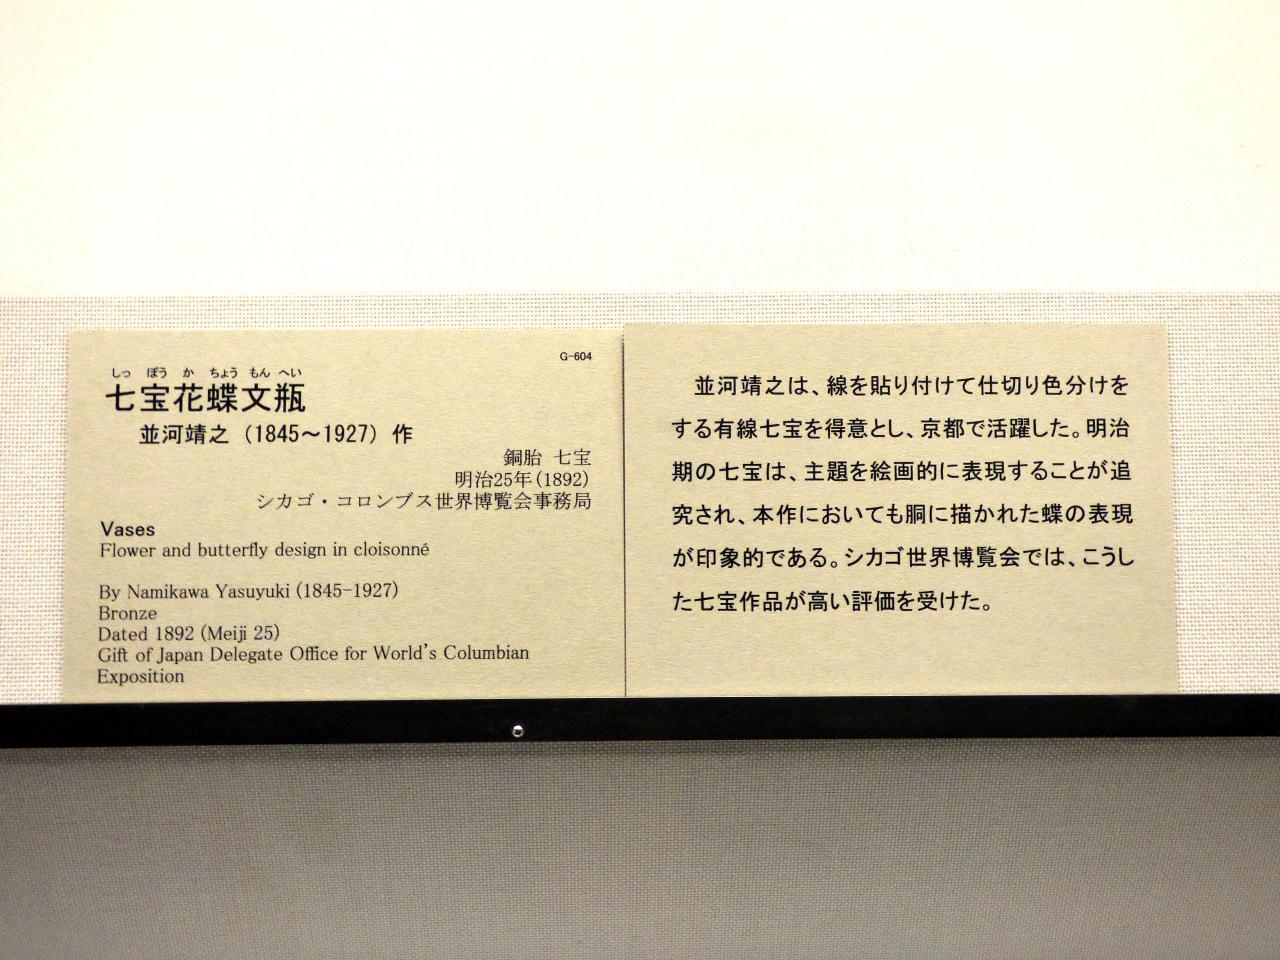 G-604
しっ ぽう か ちょう もん へい
七宝花蝶文瓶
並河靖之（1845～1927）作
銅胎 七宝
明治25年(1892)
シカゴ・コロンブス世界博覧会事務局
Vases
Flower and butterfly design in cloisonné
By Namikawa Yasuyuki (1845-1927)
Bronze
Dated 1892 (Meiji 25)
Gift of Japan Delegate Office for World's Columbian
Exposition
並河靖之は、線を貼り付けて仕切り色分けを
する有線七宝を得意とし、京都で活躍した。明治
期の七宝は、主題を絵画的に表現することが追
究され、本作においても胴に描かれた蝶の表現
が印象的である。シカゴ世界博覧会では、こうし
た七宝作品が高い評価を受けた。